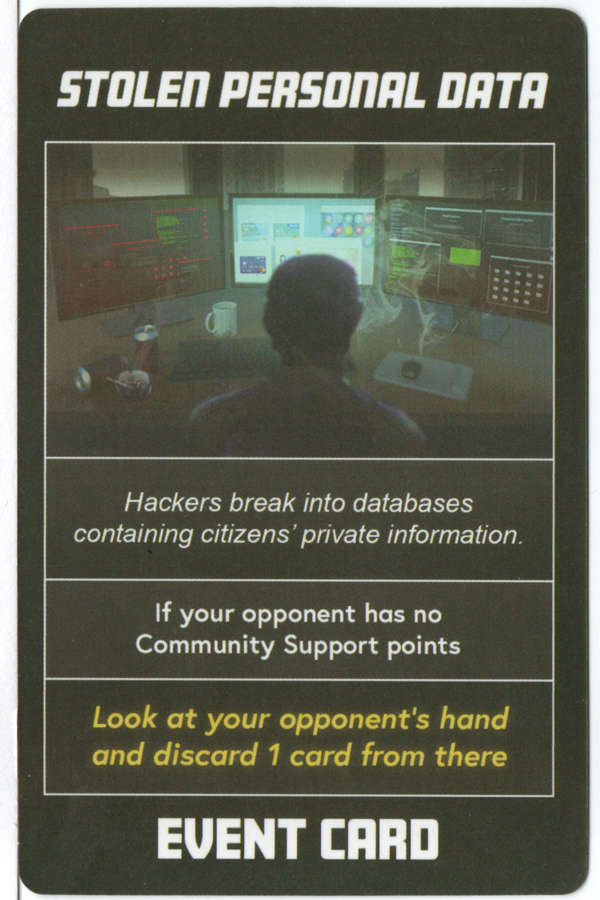 STOLEN PERSONAL DATA
Hackers break into databases
containing citizens’ private information.
If your opponent has no
Community Support points
Look at your opponent's hand
and discard 1 card from there
EVENT CARD